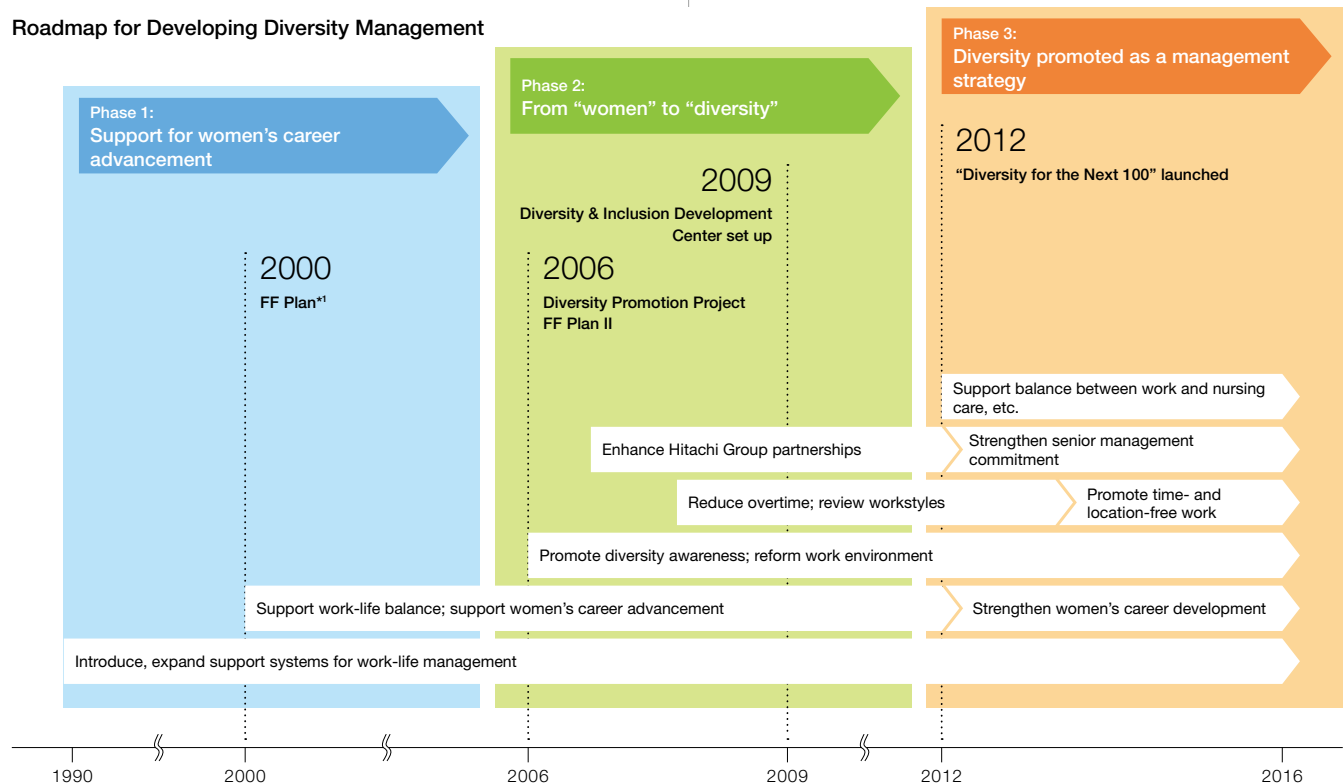 Roadmap for Developing Diversity Management
Phase 1:
Support for women’s career
advancement
Phase 2:
From “women” to “diversity”
Phase 3:
Diversity promoted as a management
strategy
2000
FF Plan*1
2009
Diversity & Inclusion Development
Center set up
2006
Diversity Promotion Project
FF Plan II
2012
“Diversity for the Next 100” launched
Support balance between work and nursing
care, etc.
Enhance Hitachi Group partnerships
Strengthen senior management
commitment
Reduce overtime; review workstyles
Promote time- and
location-free work
Promote diversity awareness; reform work environment
Support work-life balance; support women’s career advancement
Strengthen women’s career development
Introduce, expand support systems for work-life management
1990
2000
2006
2009
2012
2016